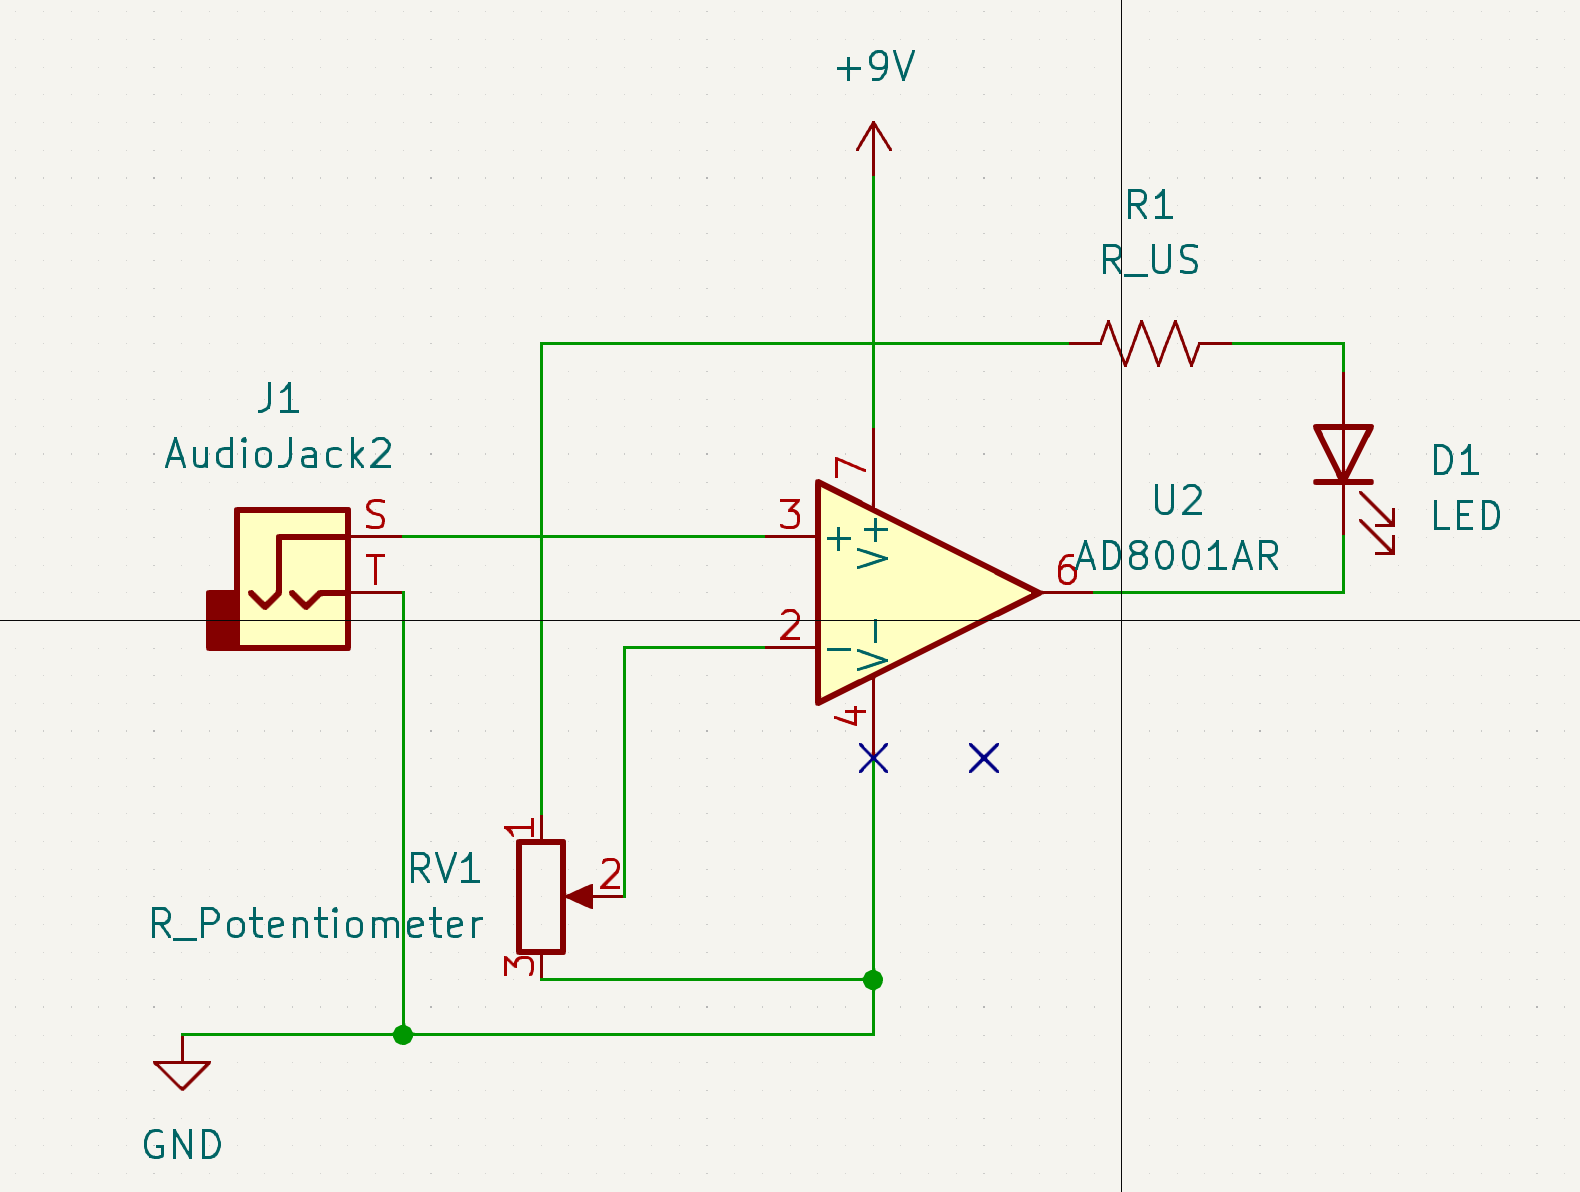 +9V
R1
R_US
J1
AudioJack2
S
T
3
+
V+
7
2
−
V−
4
6
U2
AD8001AR
D1
LED
1
RV1
2
R_Potentiometer
3
GND